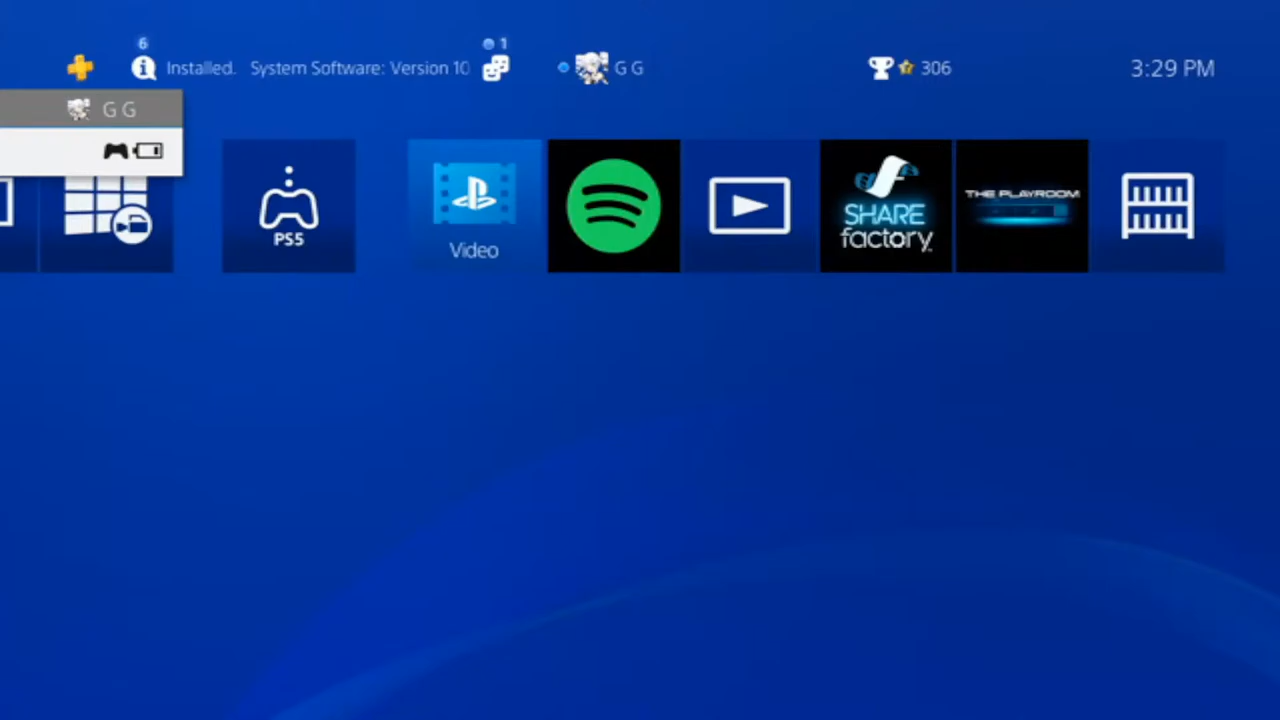 6
1
Installed. System Software: Version 10
G G
306
3:29 PM
G G
PS5
Video
SHARE
factory
THE PLAYROOM